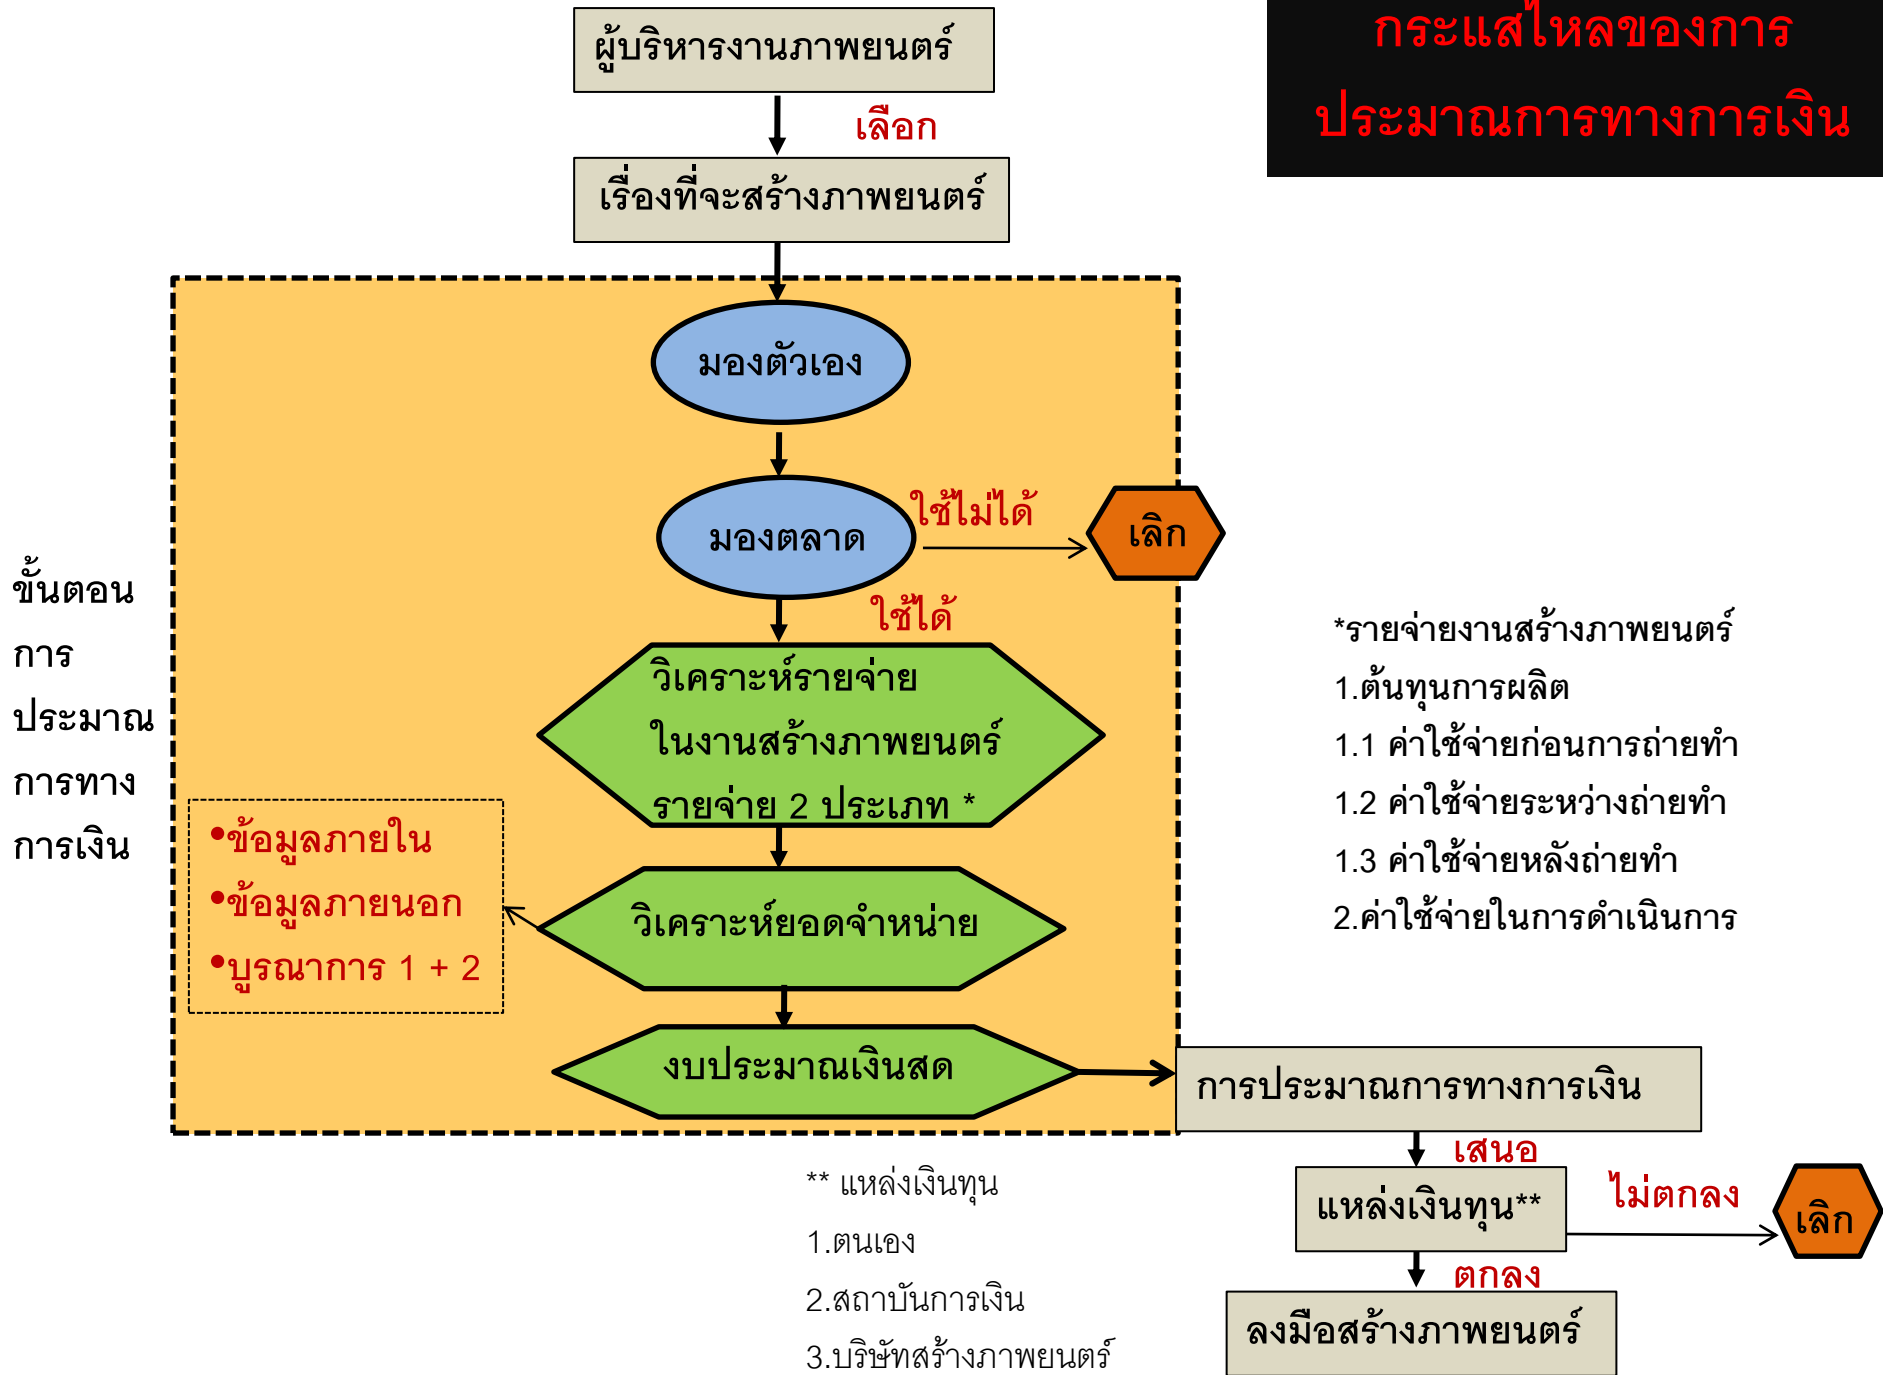 กระแสไหลของการ
ประมาณการทางการเงิน
ผู้บริหารงานภาพยนตร์
เลือก
เรื่องที่จะสร้างภาพยนตร์
มองตัวเอง
มองตลาด
ใช้ไม่ได้
เลิก
ใช้ได้
วิเคราะห์รายจ่าย
ในงานสร้างภาพยนตร์
รายจ่าย 2 ประเภท *
วิเคราะห์ยอดจำหน่าย
•ข้อมูลภายใน
•ข้อมูลภายนอก
•บูรณาการ 1 + 2
งบประมาณเงินสด
ขั้นตอน
การ
ประมาณ
การทาง
การเงิน
*รายจ่ายงานสร้างภาพยนตร์
1.ต้นทุนการผลิต
1.1 ค่าใช้จ่ายก่อนการถ่ายทำ
1.2 ค่าใช้จ่ายระหว่างถ่ายทำ
1.3 ค่าใช้จ่ายหลังถ่ายทำ
2.ค่าใช้จ่ายในการดำเนินการ
การประมาณการทางการเงิน
เสนอ
แหล่งเงินทุน**
ไม่ตกลง
เลิก
ตกลง
ลงมือสร้างภาพยนตร์
** แหล่งเงินทุน
1.ตนเอง
2.สถาบันการเงิน
3.บริษัทสร้างภาพยนตร์